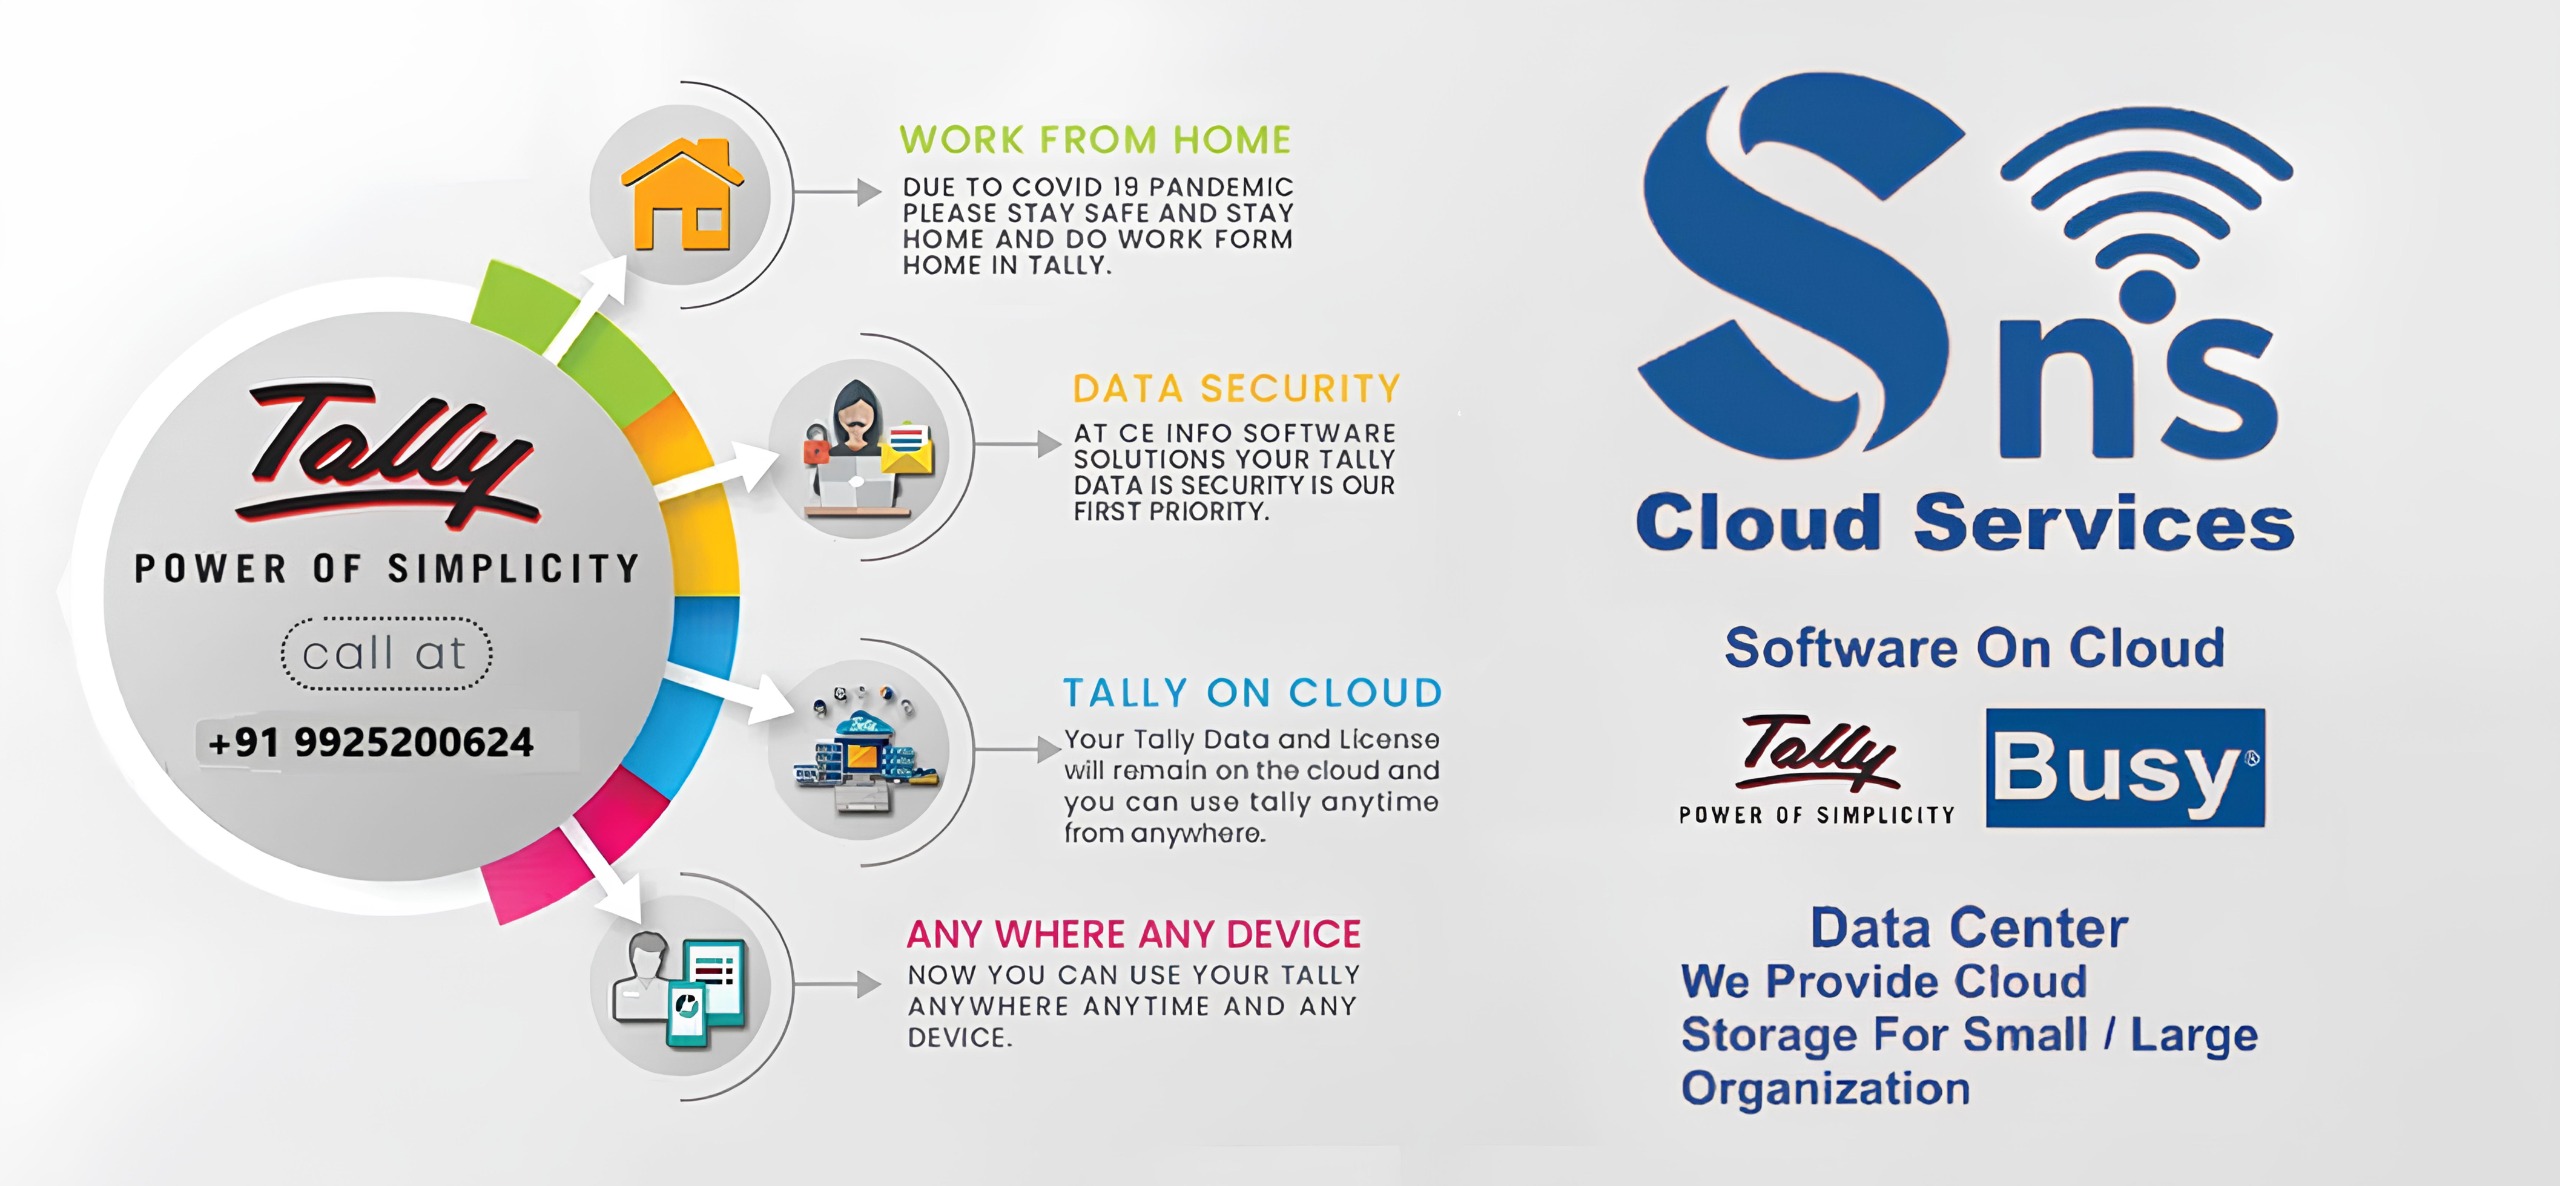 Tally
POWER OF SIMPLICITY
call at
+91 9925200624
WORK FROM HOME
DUE TO COVID 19 PANDEMIC
PLEASE STAY SAFE AND STAY
HOME AND DO WORK FORM
HOME IN TALLY.
DATA SECURITY
AT CE INFO SOFTWARE
SOLUTIONS YOUR TALLY
DATA IS SECURITY IS OUR
FIRST PRIORITY.
TALLY ON CLOUD
Your Tally Data and License
will remain on the cloud and
you can use tally anytime
from anywhere.
ANY WHERE ANY DEVICE
NOW YOU CAN USE YOUR TALLY
ANYWHERE ANYTIME AND ANY
DEVICE.
Sns
Cloud Services
Software On Cloud
Tally
POWER OF SIMPLICITY
Busy®
Data Center
We Provide Cloud
Storage For Small / Large
Organization